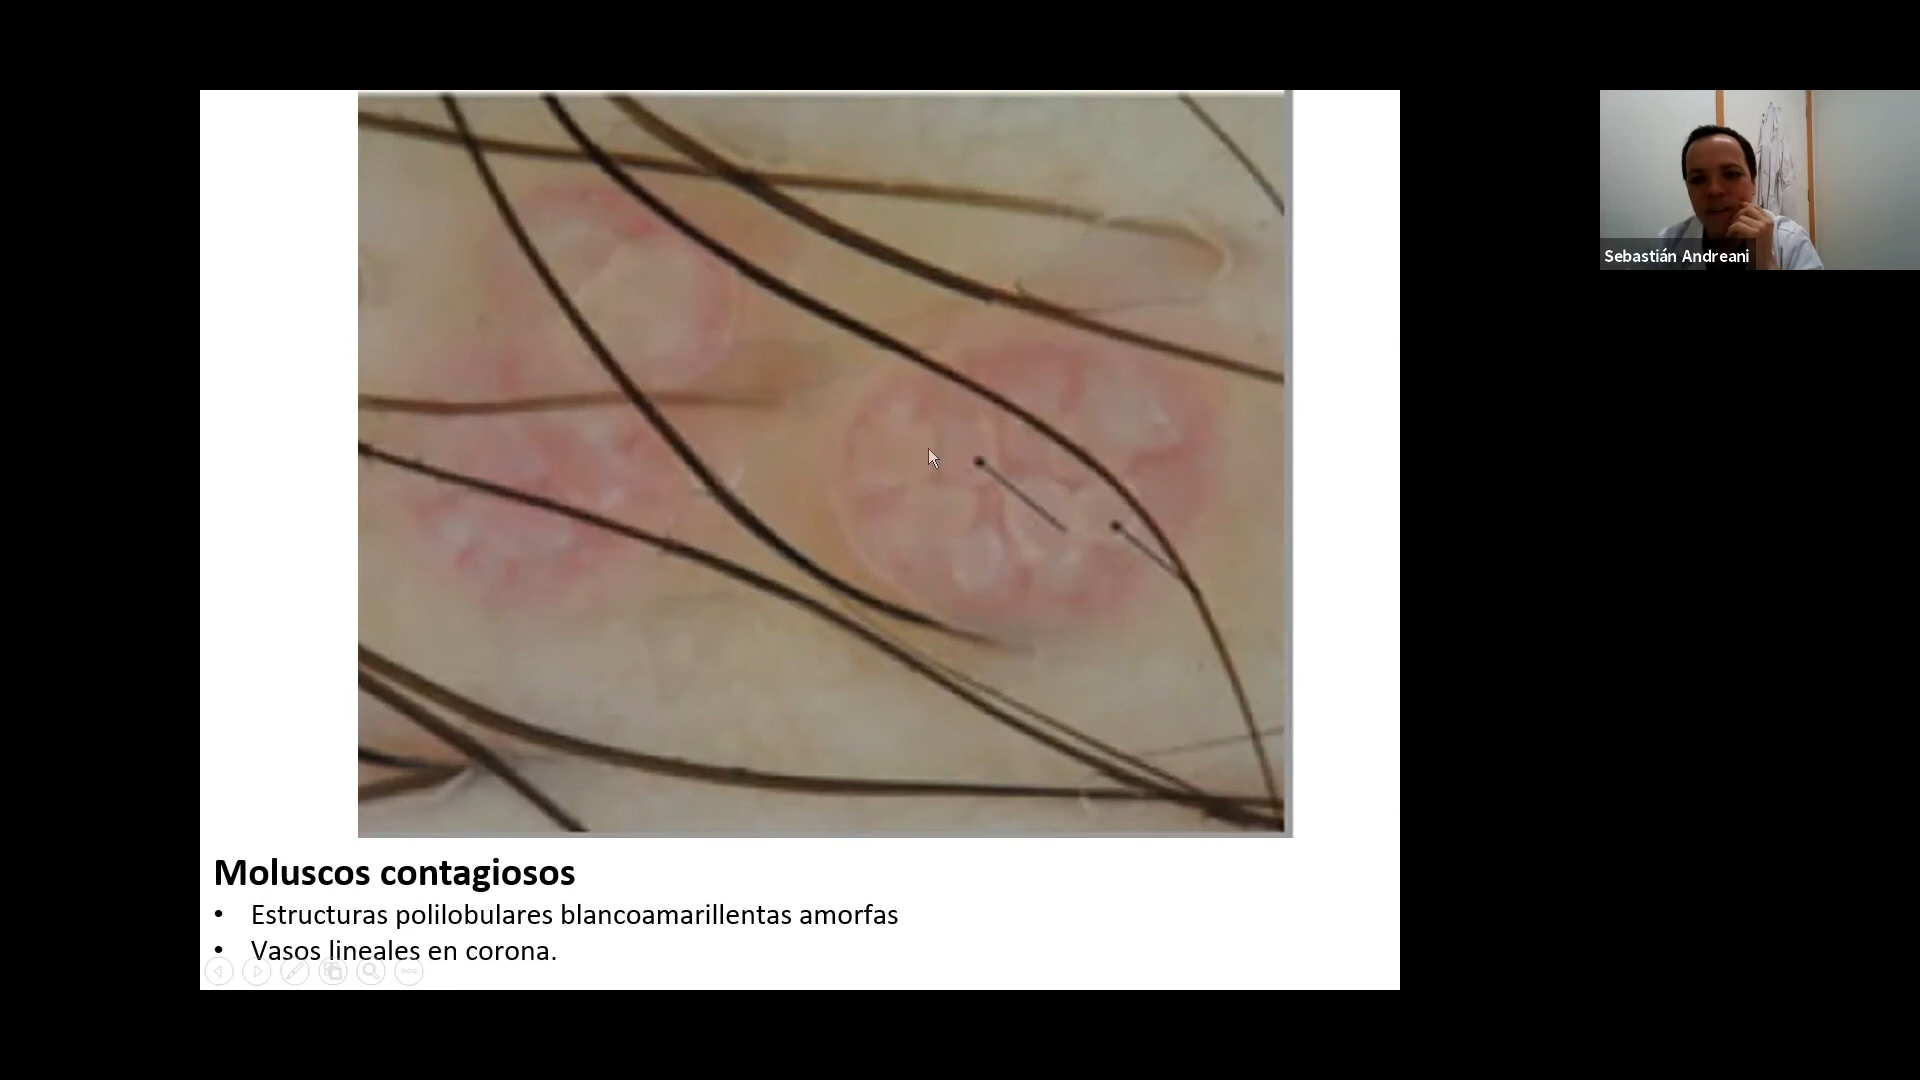 Sebastián Andreani
Moluscos contagiosos
• Estructuras polilobulares blancoamarillentas amorfas
• Vasos lineales en corona.